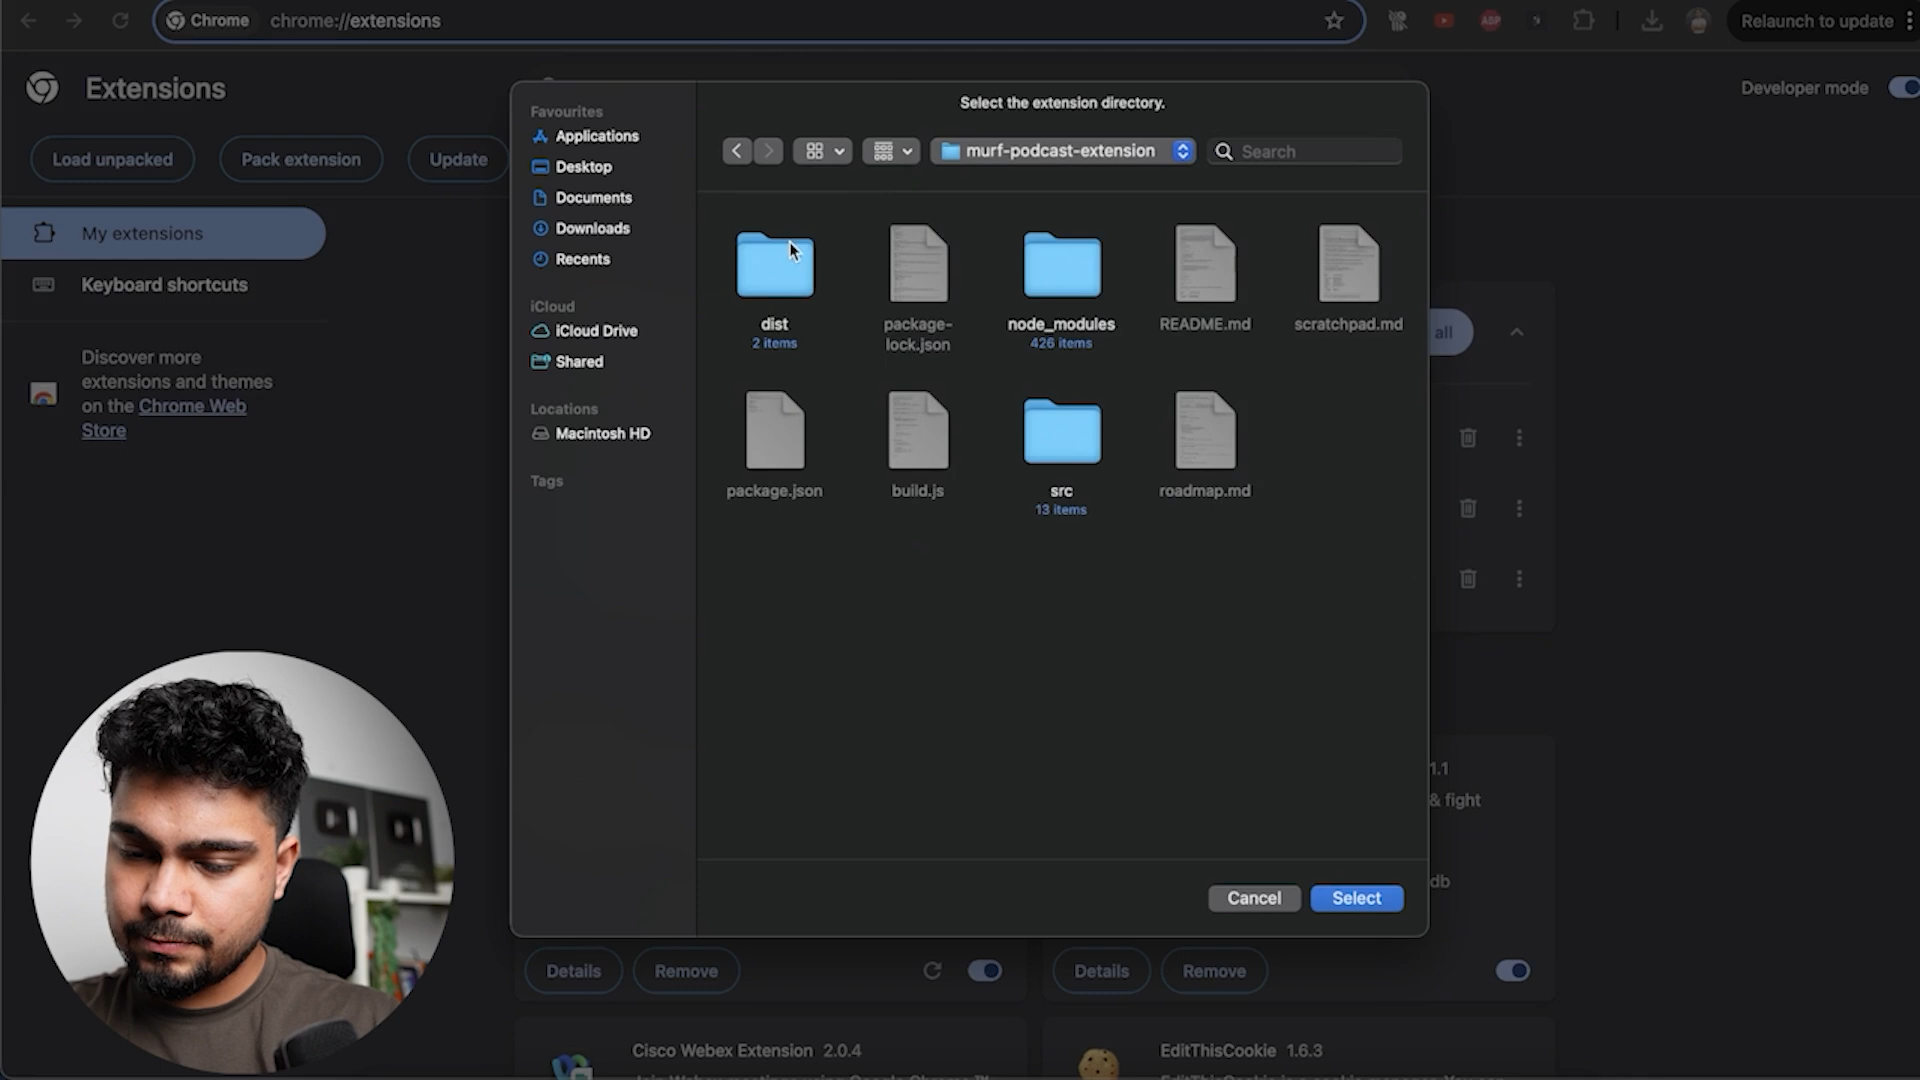 Chrome
chrome://extensions
ABP
Relaunch to update
Extensions
Developer mode
Load unpacked
Pack extension
Update
My extensions
Keyboard shortcuts
Discover more
extensions and themes
on the Chrome Web
Store
Select the extension directory.
Favourites
Applications
Desktop
Documents
Downloads
Recents
iCloud
iCloud Drive
Shared
Locations
Macintosh HD
Tags
murf-podcast-extension
Search
dist
2 items
package-
lock.json
node_modules
426 items
README.md
scratchpad.md
package.json
build.js
src
13 items
roadmap.md
Cancel
Select
all
1.1
& fight
db
Details
Remove
Details
Remove
Cisco Webex Extension 2.0.4
EditThisCookie 1.6.3